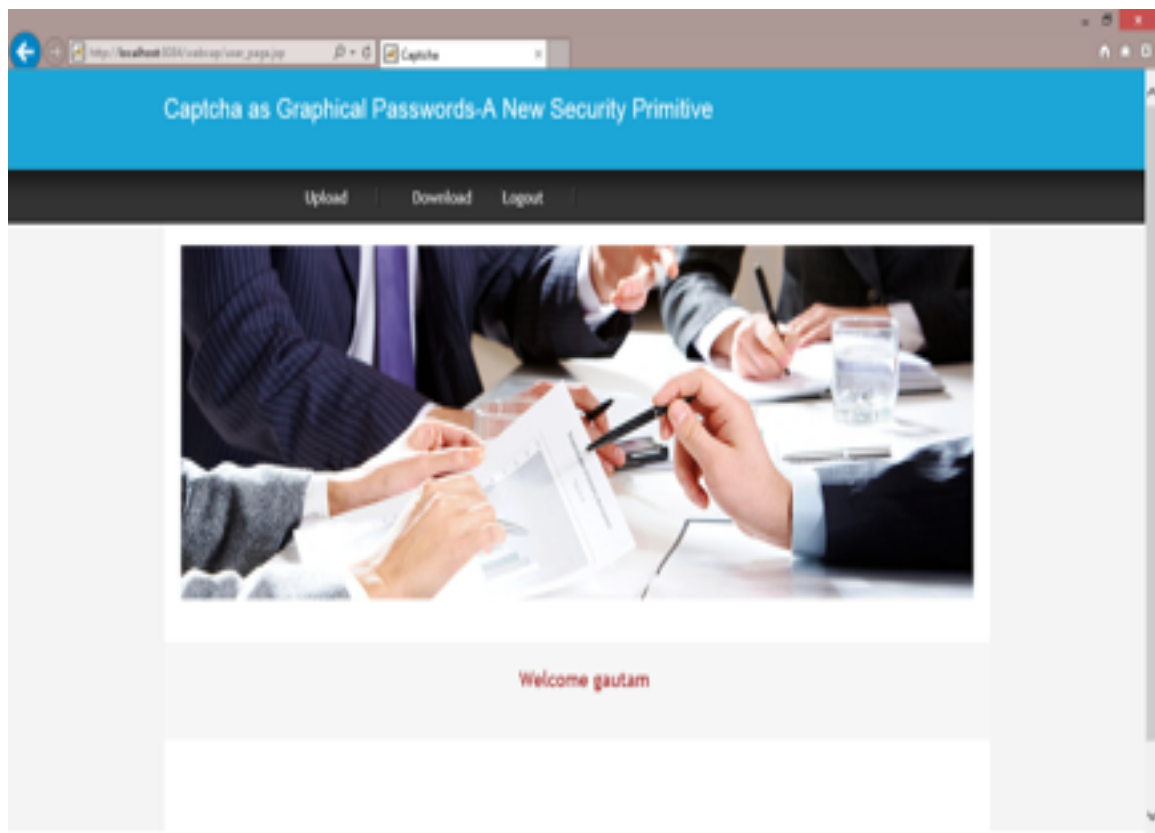 Captcha
Captcha as Graphical Passwords-A New Security Primitive
Upload Download Logout
Welcome gautam